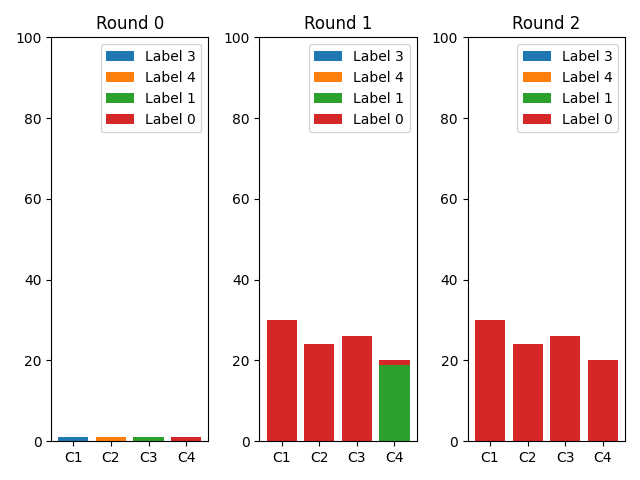 Round 0
100
80
60
40
20
0
Label 3
Label 4
Label 1
Label 0
C1 C2 C3 C4
Round 1
100
80
60
40
20
0
Label 3
Label 4
Label 1
Label 0
C1 C2 C3 C4
Round 2
100
80
60
40
20
0
Label 3
Label 4
Label 1
Label 0
C1 C2 C3 C4